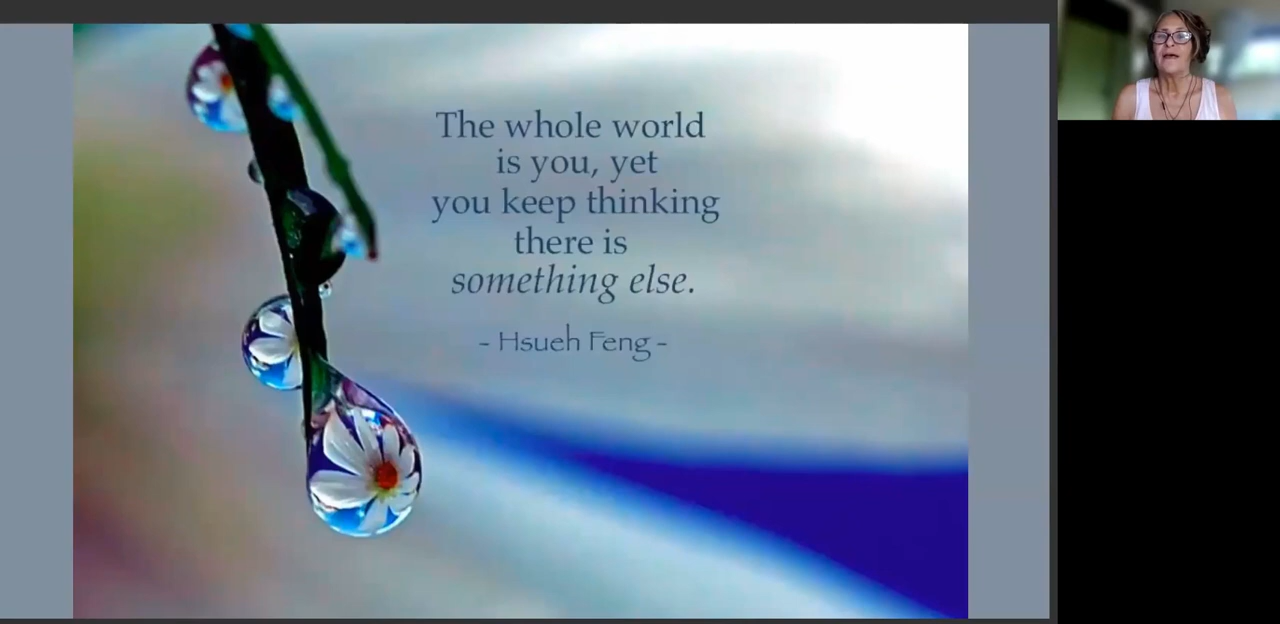 The whole world
is you, yet
you keep thinking
there is
something else.
- Hsueh Feng -